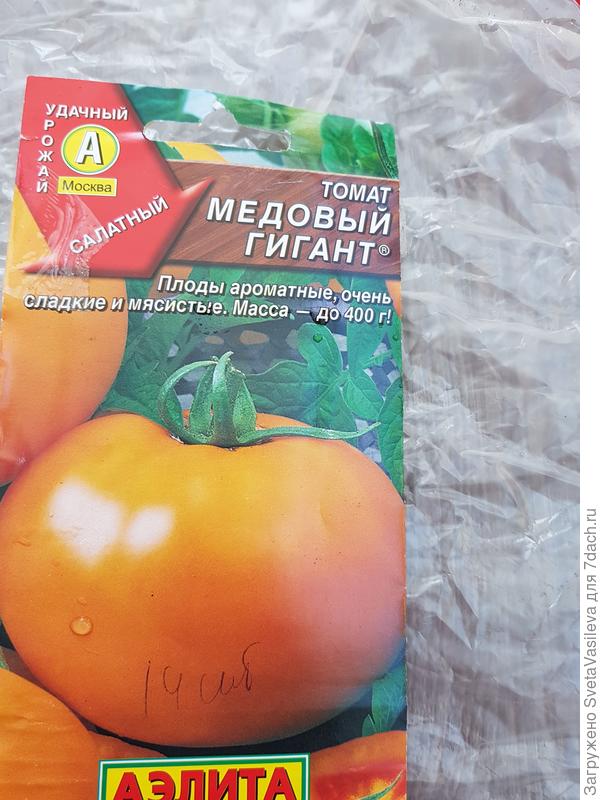 УДАЧНЫЙ
УРОЖАЙ
А
Москва
САЛАТНЫЙ
ТОМАТ
МЕДОВЫЙ
ГИГАНТ®
Плоды ароматные, очень
сладкие и мясистые. Масса – до 400 г!
14 шт
АЭЛИТА
Загружено SvetaVasileva для 7dach.ru